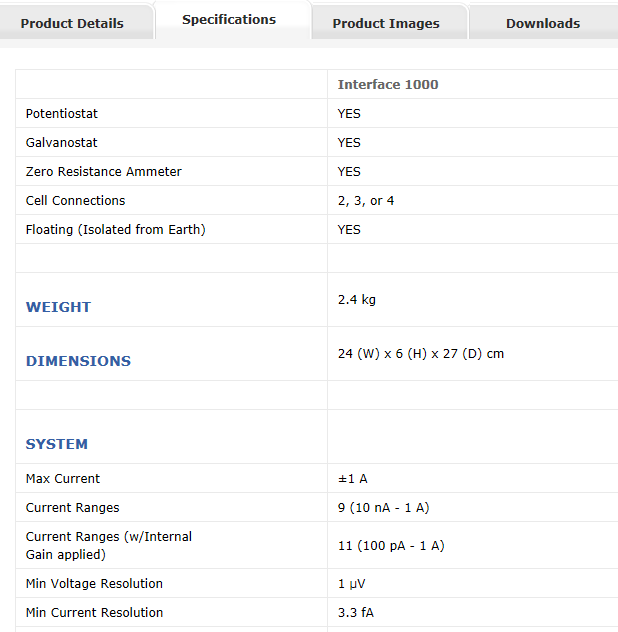 Product Details
Specifications
Product Images
Downloads
Interface 1000
Potentiostat YES
Galvanostat YES
Zero Resistance Ammeter YES
Cell Connections 2, 3, or 4
Floating (Isolated from Earth) YES
WEIGHT 2.4 kg
DIMENSIONS 24 (W) x 6 (H) x 27 (D) cm
SYSTEM
Max Current ±1 A
Current Ranges 9 (10 nA - 1 A)
Current Ranges (w/Internal
Gain applied) 11 (100 pA - 1 A)
Min Voltage Resolution 1 µV
Min Current Resolution 3.3 fA